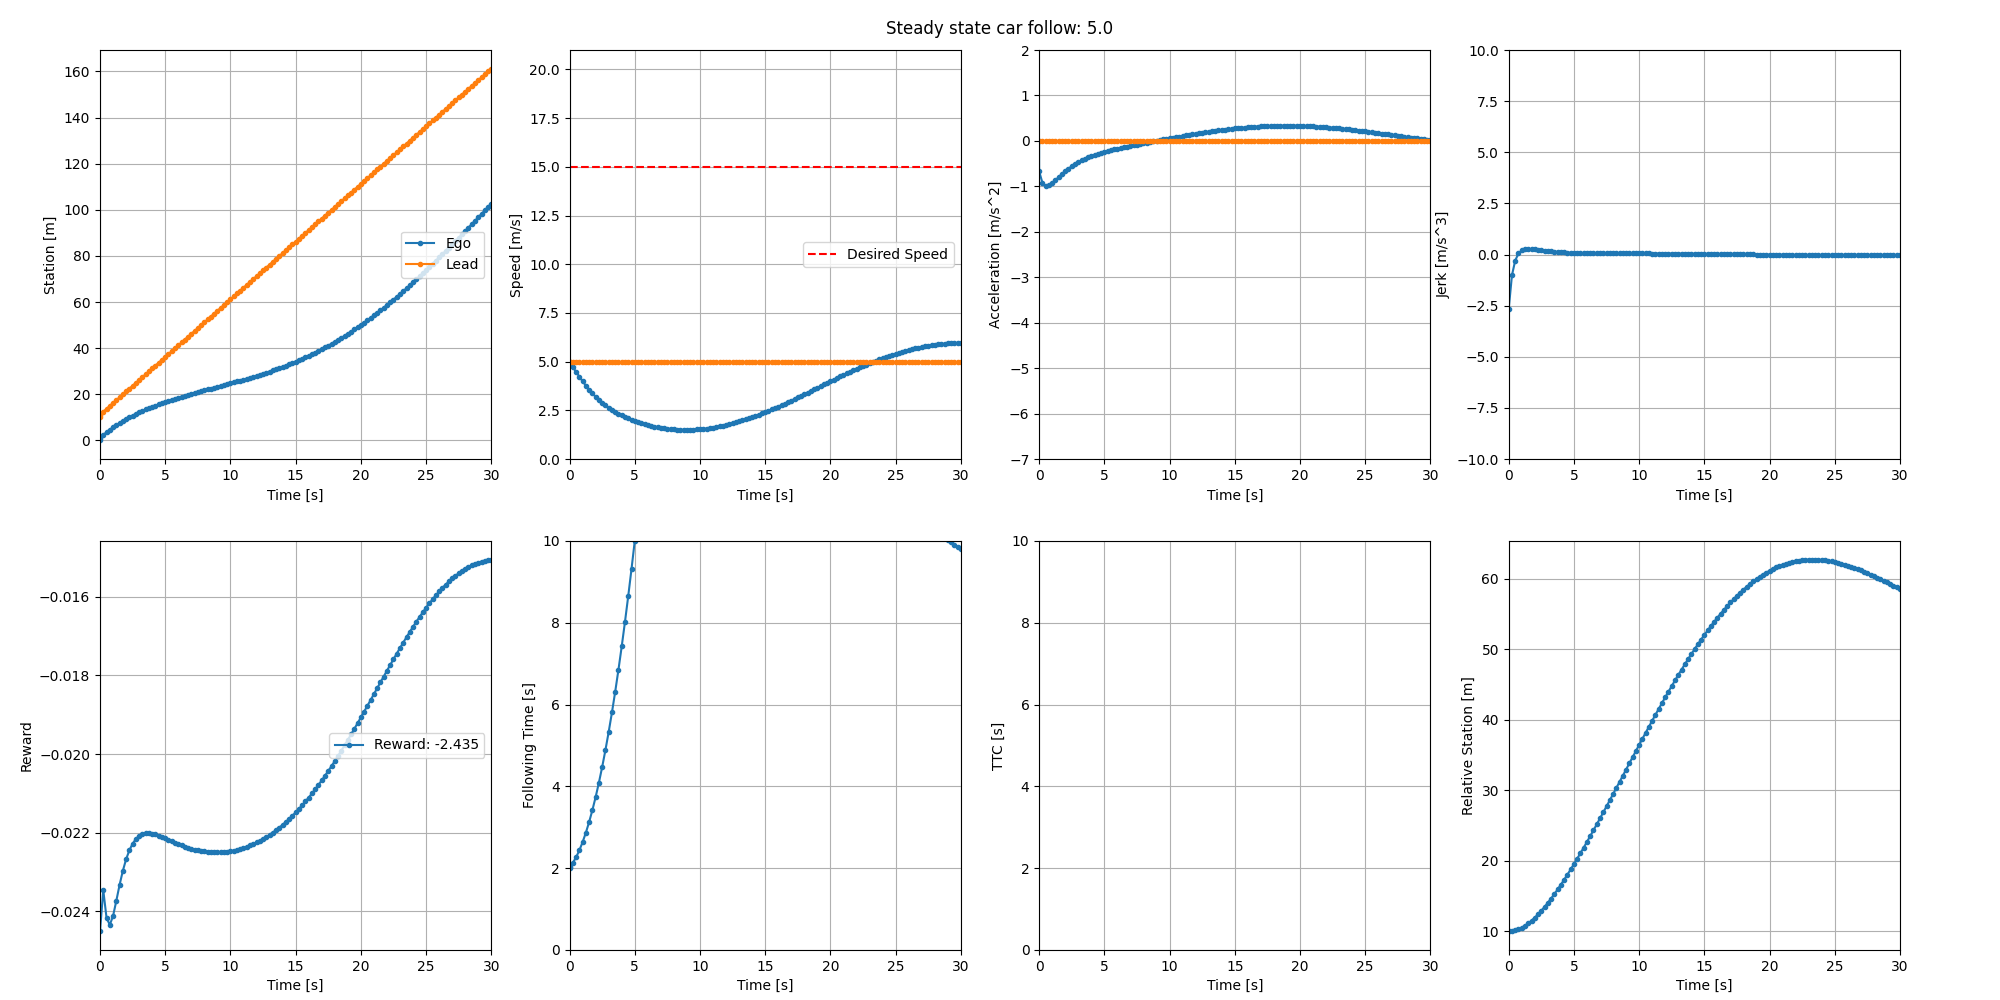 Steady state car follow: 5.0
Station [m]
160
140
120
100
80
60
40
20
0
Ego
Lead
0 5 10 15 20 25 30
Time [s]
Speed [m/s]
20.0
17.5
15.0
12.5
10.0
7.5
5.0
2.5
0.0
Desired Speed
0 5 10 15 20 25 30
Time [s]
Acceleration [m/s^2]
2
1
0
−1
−2
−3
−4
−5
−6
−7
0 5 10 15 20 25 30
Time [s]
Jerk [m/s^3]
10.0
7.5
5.0
2.5
0.0
−2.5
−5.0
−7.5
−10.0
0 5 10 15 20 25 30
Time [s]
Reward
−0.016
−0.018
−0.020
−0.022
−0.024
Reward: -2.435
0 5 10 15 20 25 30
Time [s]
Following Time [s]
10
8
6
4
2
0
0 5 10 15 20 25 30
Time [s]
TTC [s]
10
8
6
4
2
0
0 5 10 15 20 25 30
Time [s]
Relative Station [m]
60
50
40
30
20
10
0 5 10 15 20 25 30
Time [s]